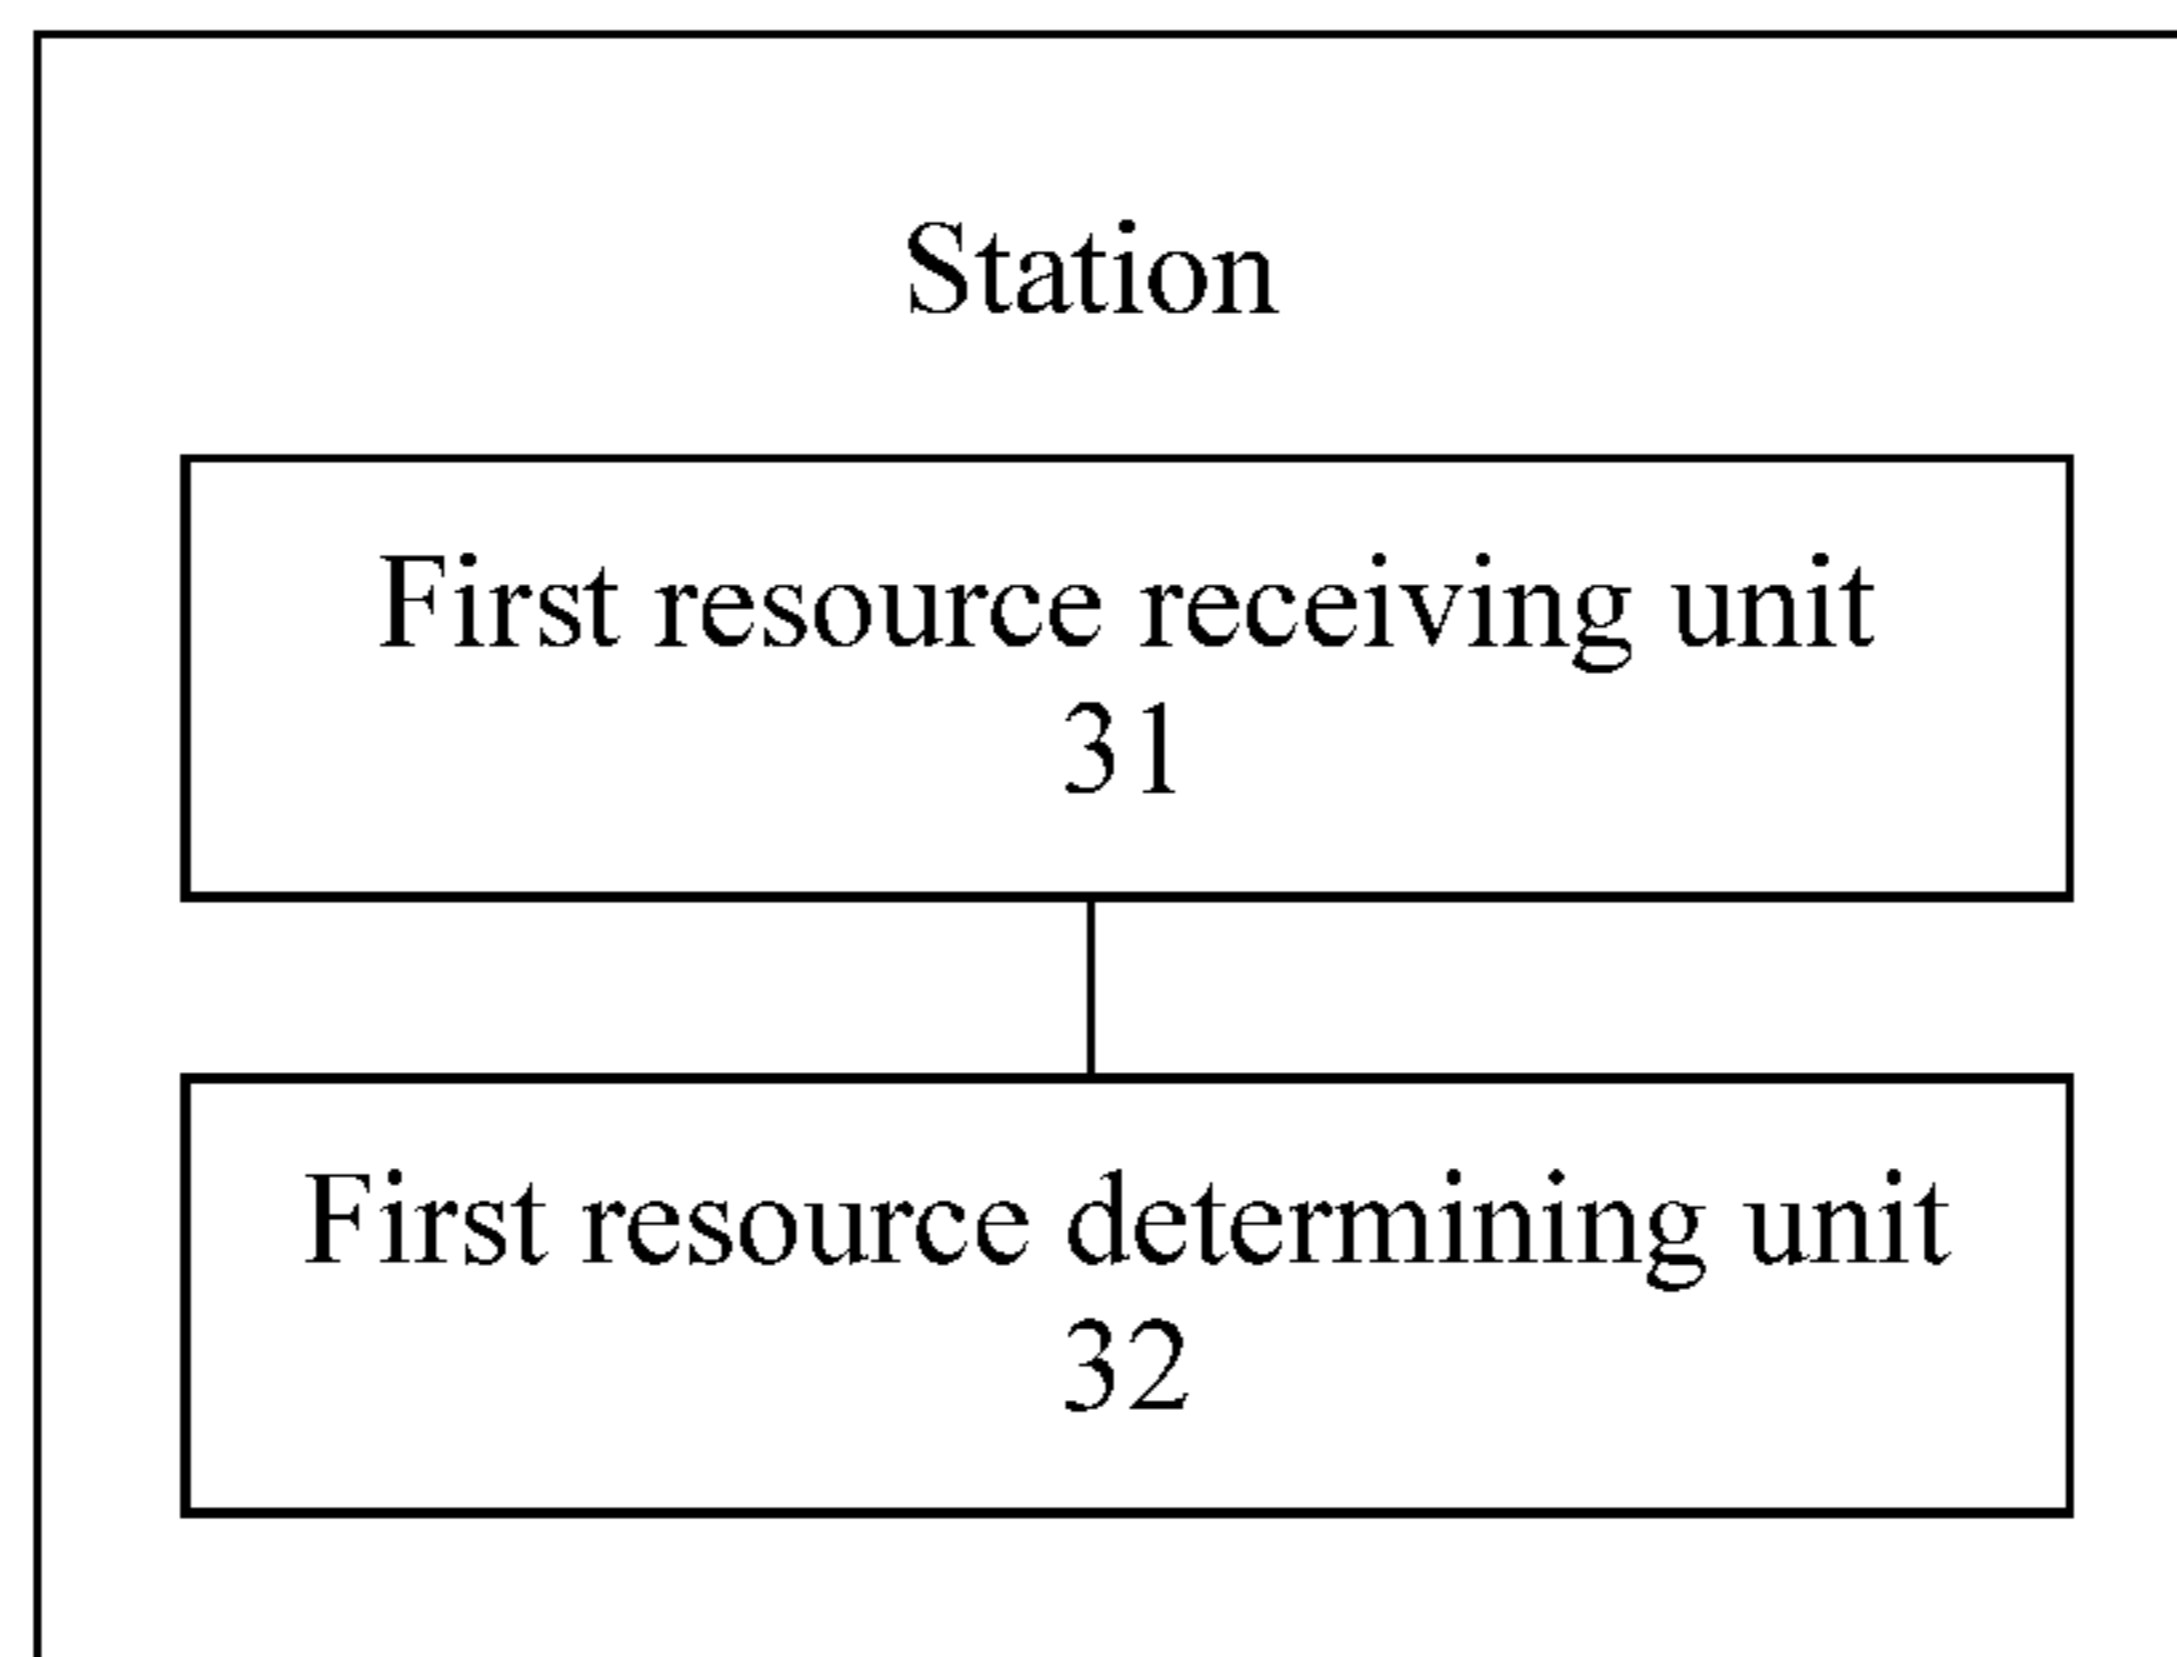 Station
First resource receiving unit
31
First resource determining unit
32